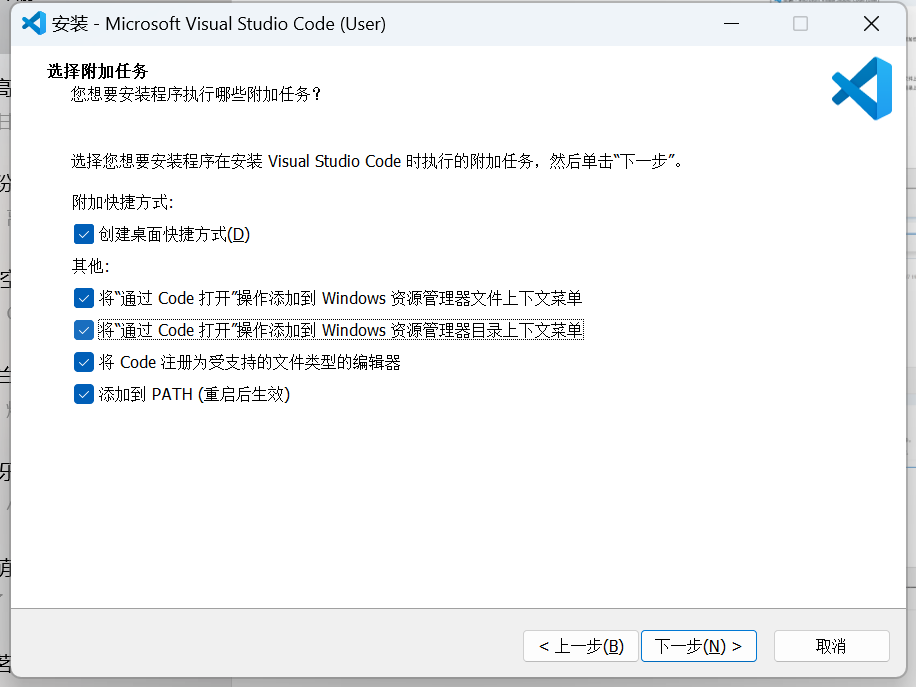 安装 - Microsoft Visual Studio Code (User)
选择附加任务
您想要安装程序执行哪些附加任务？
选择您想要安装程序在安装 Visual Studio Code 时执行的附加任务，然后单击“下一步”。
附加快捷方式:
创建桌面快捷方式(D)
其他:
将“通过 Code 打开”操作添加到 Windows 资源管理器文件上下文菜单
将“通过 Code 打开”操作添加到 Windows 资源管理器目录上下文菜单
将 Code 注册为受支持的文件类型的编辑器
添加到 PATH (重启后生效)
< 上一步(B)
下一步(N) >
取消